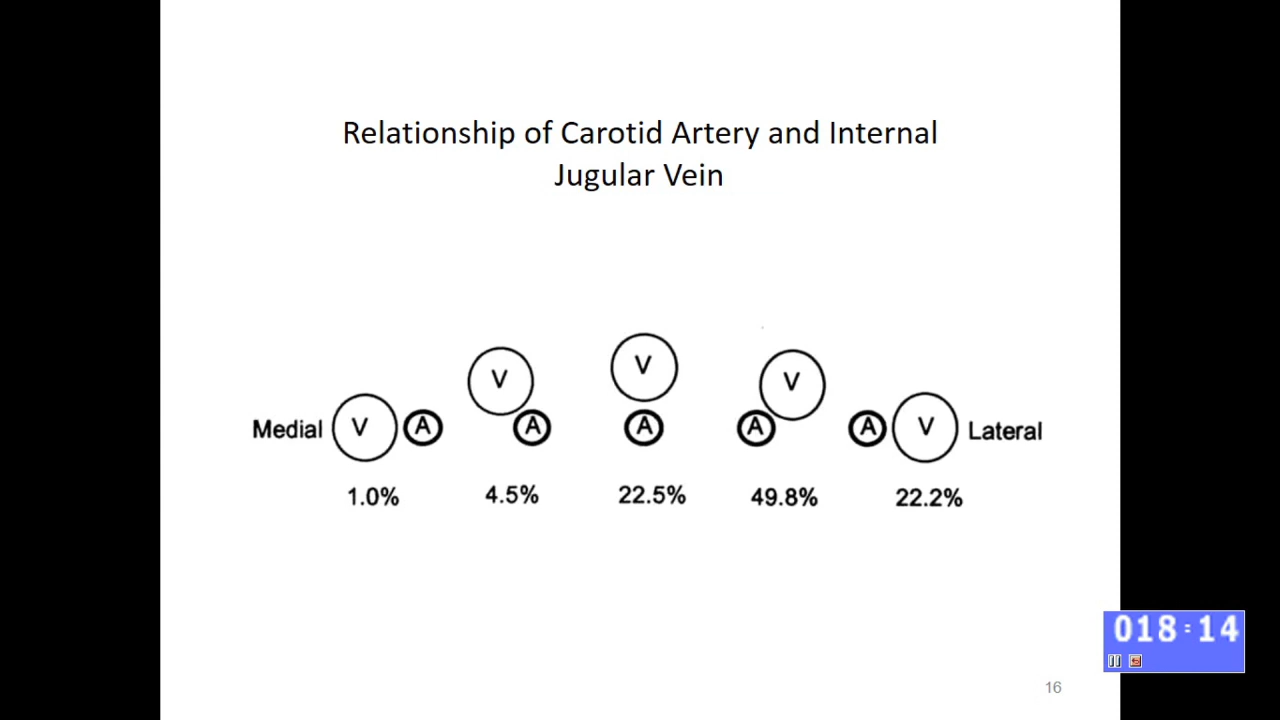 Relationship of Carotid Artery and Internal
Jugular Vein
V
V
V
V
V
Medial
A
A
A
A
A
Lateral
1.0%
4.5%
22.5%
49.8%
22.2%
018:14
16